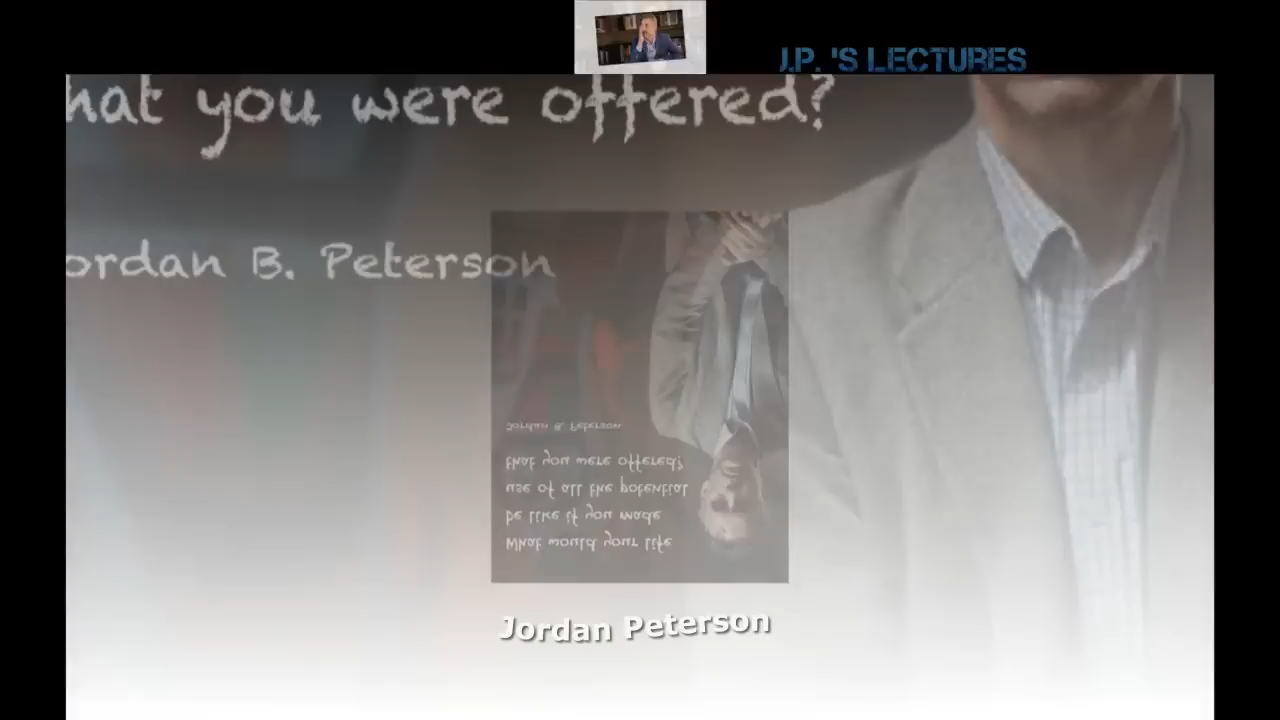 J.P. 'S LECTURES
hat you were offered?
ordan B. Peterson
Jordan B. Peterson
that you were offered?
use of all the potential
be like if you made
What would your life
Jordan Peterson